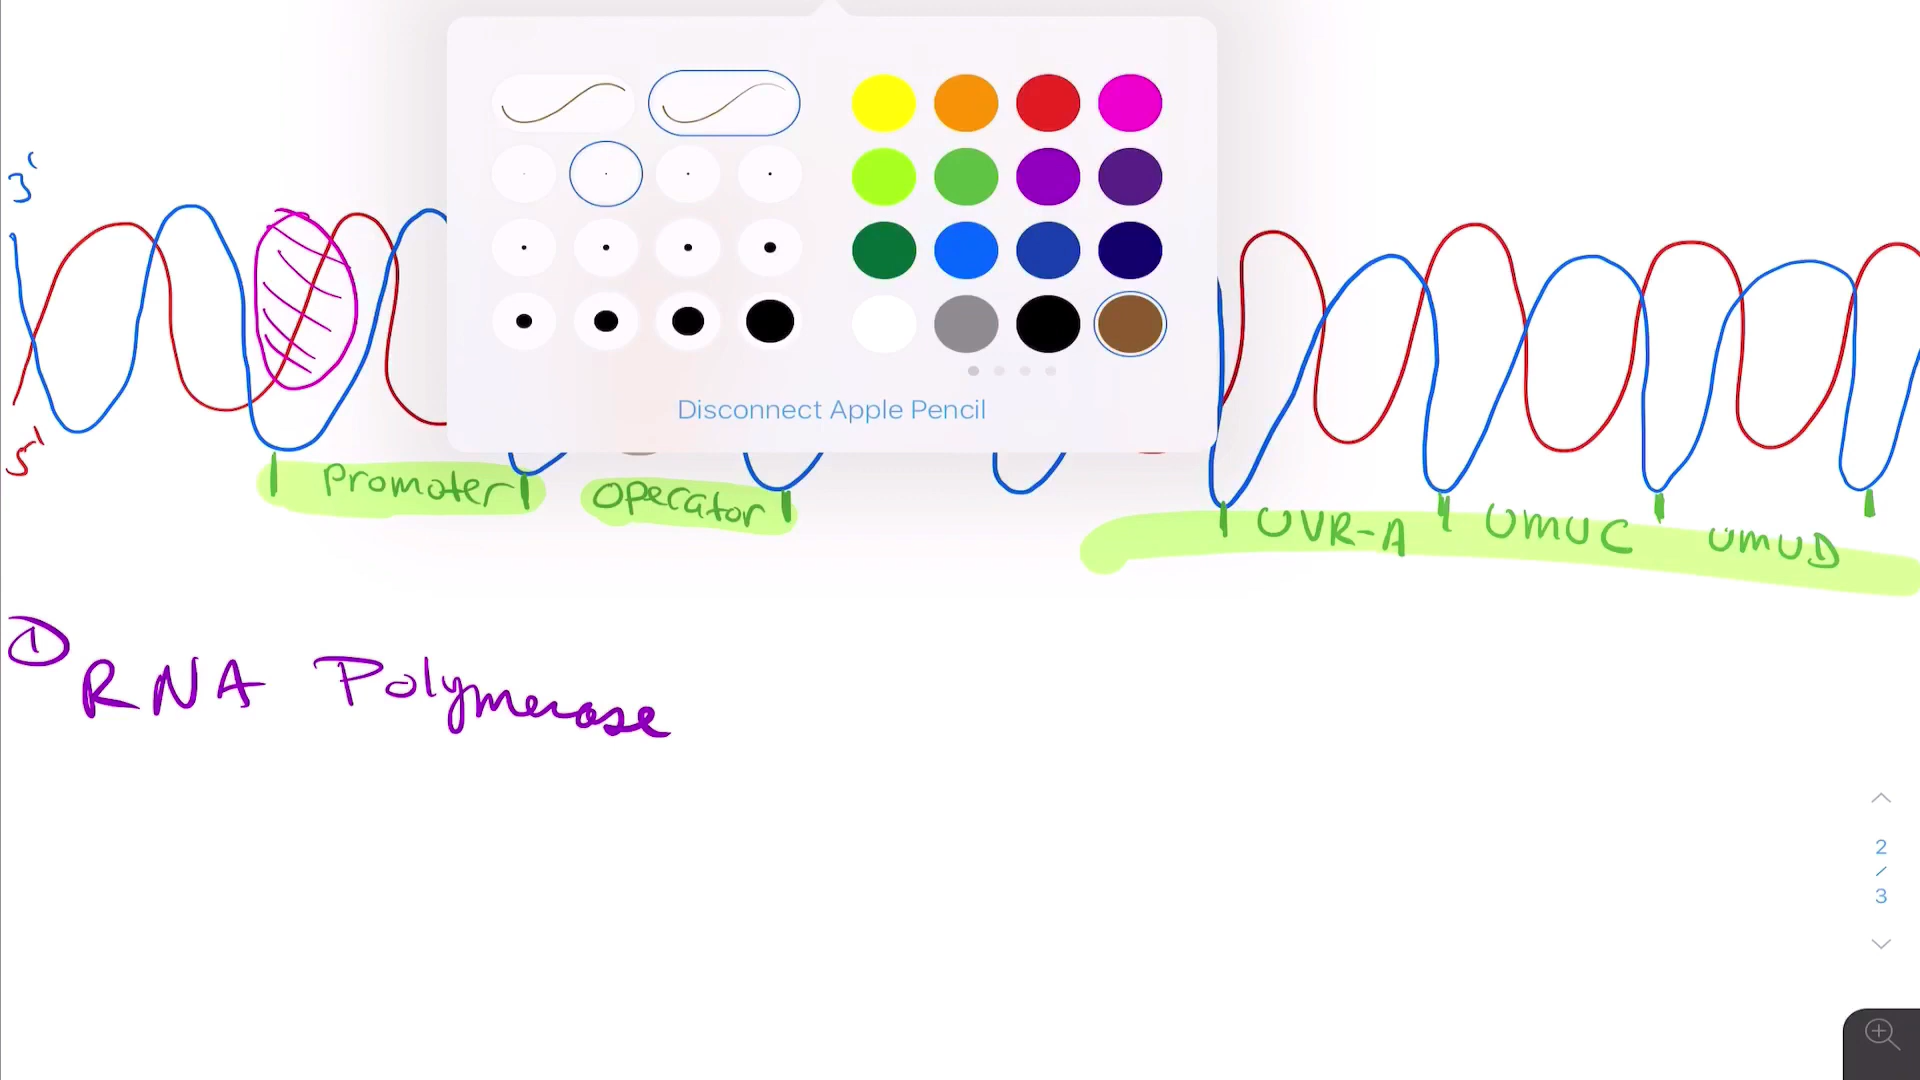 Disconnect Apple Pencil
3'
5'
Promoter
operator
UVR-A
UMUC
UMUD
① RNA Polymerase
2
/
3